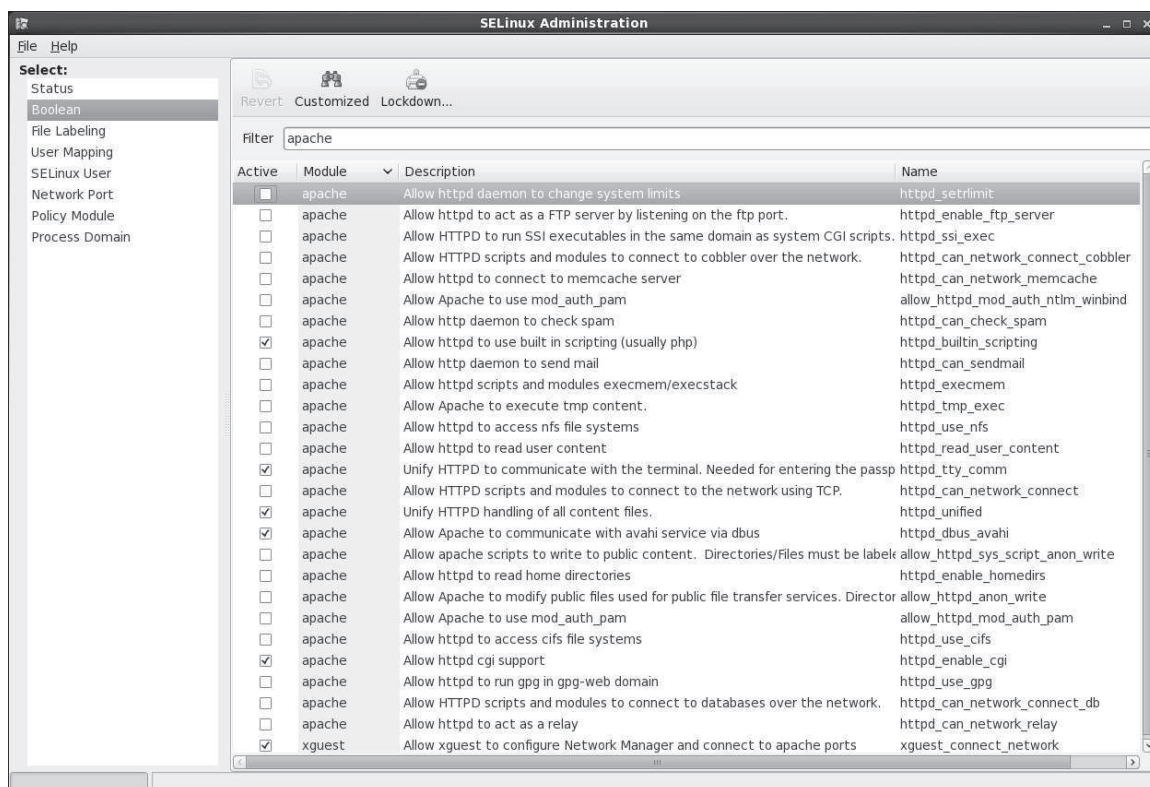 SELinux Administration
File Help
Select:
Status
Boolean
File Labeling
User Mapping
SELinux User
Network Port
Policy Module
Process Domain
Revert Customized Lockdown...
Filter apache
Active Module Description Name
apache Allow httpd daemon to change system limits httpd_setrlimit
apache Allow httpd to act as a FTP server by listening on the ftp port. httpd_enable_ftp_server
apache Allow HTTPD to run SSI executables in the same domain as system CGI scripts. httpd_ssi_exec
apache Allow HTTPD scripts and modules to connect to cobbler over the network. httpd_can_network_connect_cobbler
apache Allow httpd to connect to memcache server httpd_can_network_memcache
apache Allow Apache to use mod_auth_pam allow_httpd_mod_auth_ntlm_winbind
apache Allow http daemon to check spam httpd_can_check_spam
apache Allow httpd to use built in scripting (usually php) httpd_builtin_scripting
apache Allow http daemon to send mail httpd_can_sendmail
apache Allow httpd scripts and modules execmem/execstack httpd_execmem
apache Allow Apache to execute tmp content. httpd_tmp_exec
apache Allow httpd to access nfs file systems httpd_use_nfs
apache Allow httpd to read user content httpd_read_user_content
apache Unify HTTPD to communicate with the terminal. Needed for entering the passp httpd_tty_comm
apache Allow HTTPD scripts and modules to connect to the network using TCP. httpd_can_network_connect
apache Unify HTTPD handling of all content files. httpd_unified
apache Allow Apache to communicate with avahi service via dbus httpd_dbus_avahi
apache Allow apache scripts to write to public content. Directories/Files must be labele allow_httpd_sys_script_anon_write
apache Allow httpd to read home directories httpd_enable_homedirs
apache Allow Apache to modify public files used for public file transfer services. Director allow_httpd_anon_write
apache Allow Apache to use mod_auth_pam allow_httpd_mod_auth_pam
apache Allow httpd to access cifs file systems httpd_use_cifs
apache Allow httpd cgi support httpd_enable_cgi
apache Allow httpd to run gpg in gpg-web domain httpd_use_gpg
apache Allow HTTPD scripts and modules to connect to databases over the network. httpd_can_network_connect_db
apache Allow httpd to act as a relay httpd_can_network_relay
xguest Allow xguest to configure Network Manager and connect to apache ports xguest_connect_network